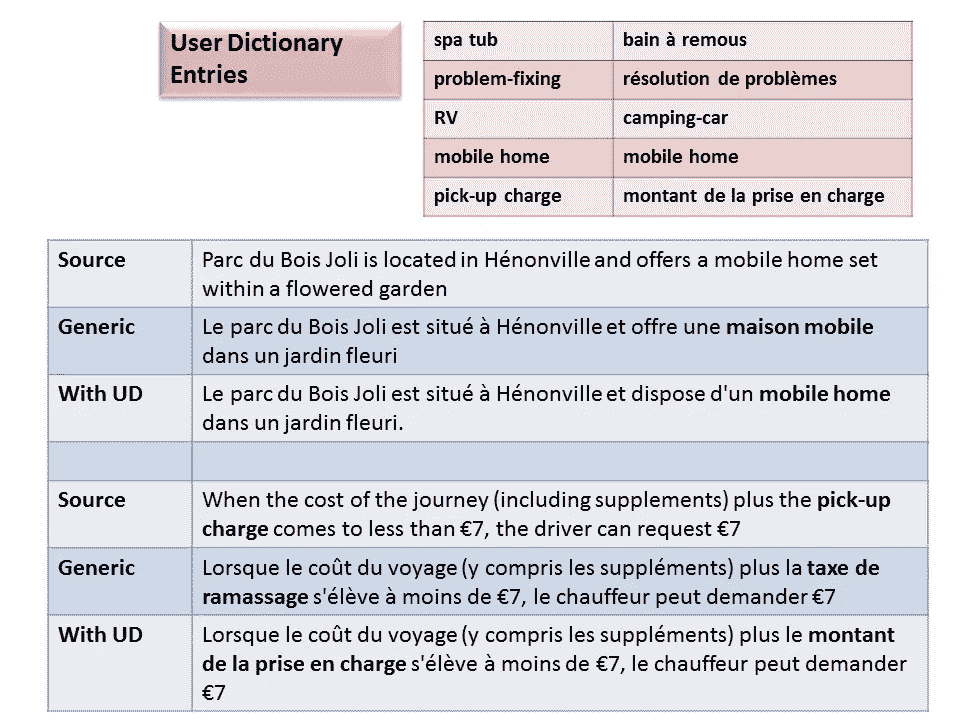 User Dictionary
Entries
spa tub bain à remous
problem-fixing résolution de problèmes
RV camping-car
mobile home mobile home
pick-up charge montant de la prise en charge
Source Parc du Bois Joli is located in Hénonville and offers a mobile home set
within a flowered garden
Generic Le parc du Bois Joli est situé à Hénonville et offre une maison mobile
dans un jardin fleuri
With UD Le parc du Bois Joli est situé à Hénonville et dispose d'un mobile home
dans un jardin fleuri.
Source When the cost of the journey (including supplements) plus the pick-up
charge comes to less than €7, the driver can request €7
Generic Lorsque le coût du voyage (y compris les suppléments) plus la taxe de
ramassage s'élève à moins de €7, le chauffeur peut demander €7
With UD Lorsque le coût du voyage (y compris les suppléments) plus le montant
de la prise en charge s'élève à moins de €7, le chauffeur peut demander
€7